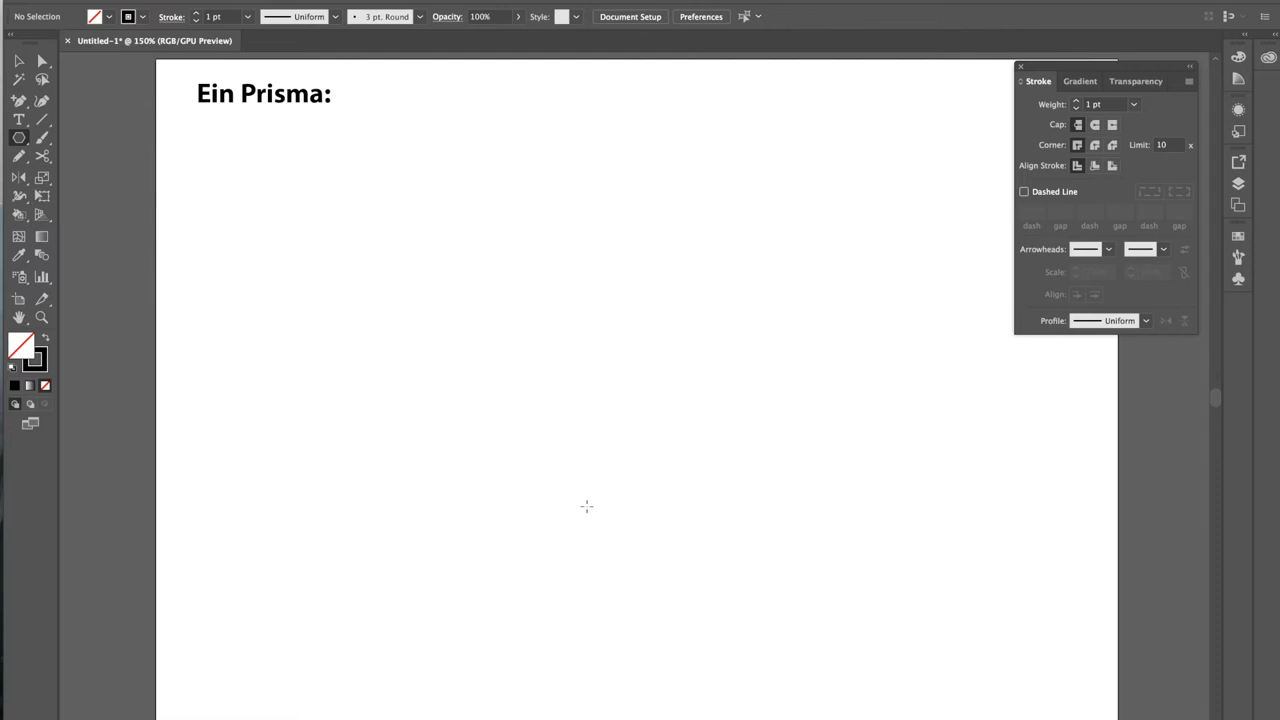 No Selection Stroke: 1 pt Uniform 3 pt. Round Opacity: 100% Style: Document Setup Preferences
Untitled-1* @ 150% (RGB/GPU Preview)
Ein Prisma:
Stroke Gradient Transparency
Weight: 1 pt
Cap:
Corner: Limit: 10 x
Align Stroke:
Dashed Line
dash gap dash gap dash gap
Arrowheads:
Scale:
Align:
Profile: Uniform